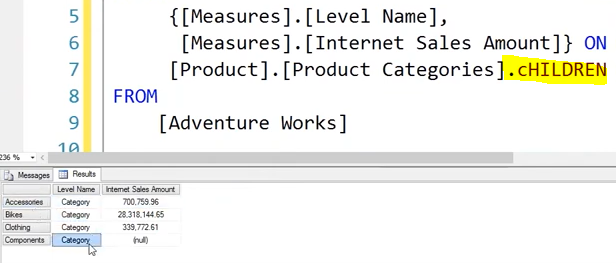 5 {[Measures].[Level Name],
6 [Measures].[Internet Sales Amount]} ON
7 [Product].[Product Categories].cHILDREN
8 FROM
9 [Adventure Works]
10
236 %
Messages Results
Level Name Internet Sales Amount
Accessories Category 700,759.96
Bikes Category 28,318,144.65
Clothing Category 339,772.61
Components Category (null)